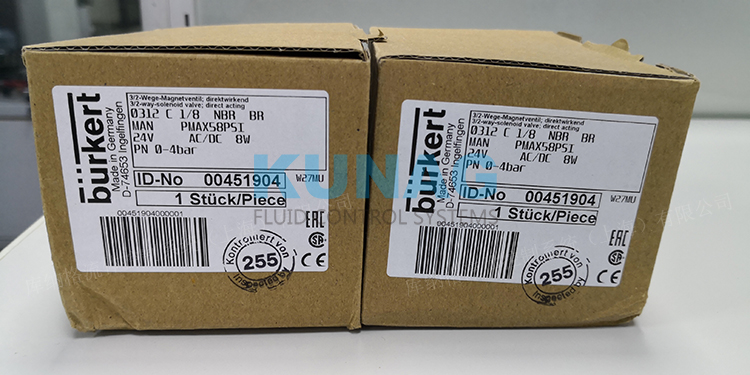 bürkert
Made in Germany
D-74653 Ingelfingen
3/2-Wege-Magnetventil; direktwirkend
3/2-way-solenoid valve; direct acting
0312 C 1/8 NBR BR
MAN PMAX58PSI
24V AC/DC 8W
PN 0-4bar
ID-No 00451904
W27MU
1 Stück/Piece
00451904000001
Kontrolliert von
255
Inspected by
EAC
CE
bürkert
Made in Germany
D-74653 Ingelfingen
3/2-Wege-Magnetventil; direktwirkend
3/2-way-solenoid valve; direct acting
0312 C 1/8 NBR BR
MAN PMAX58PSI
24V AC/DC 8W
PN 0-4bar
ID-No 00451904
W27MU
1 Stück/Piece
00451904000001
Kontrolliert von
255
Inspected by
EAC
CE
KUNAG
FLUID CONTROL SYSTEMS